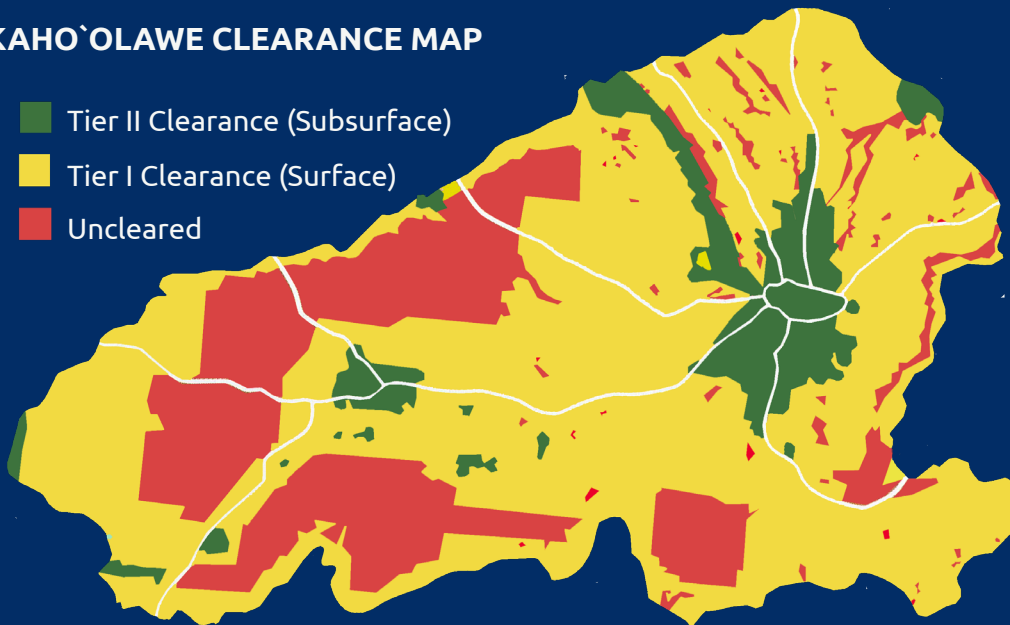 KAHO`OLAWE CLEARANCE MAP
Tier II Clearance (Subsurface)
Tier I Clearance (Surface)
Uncleared